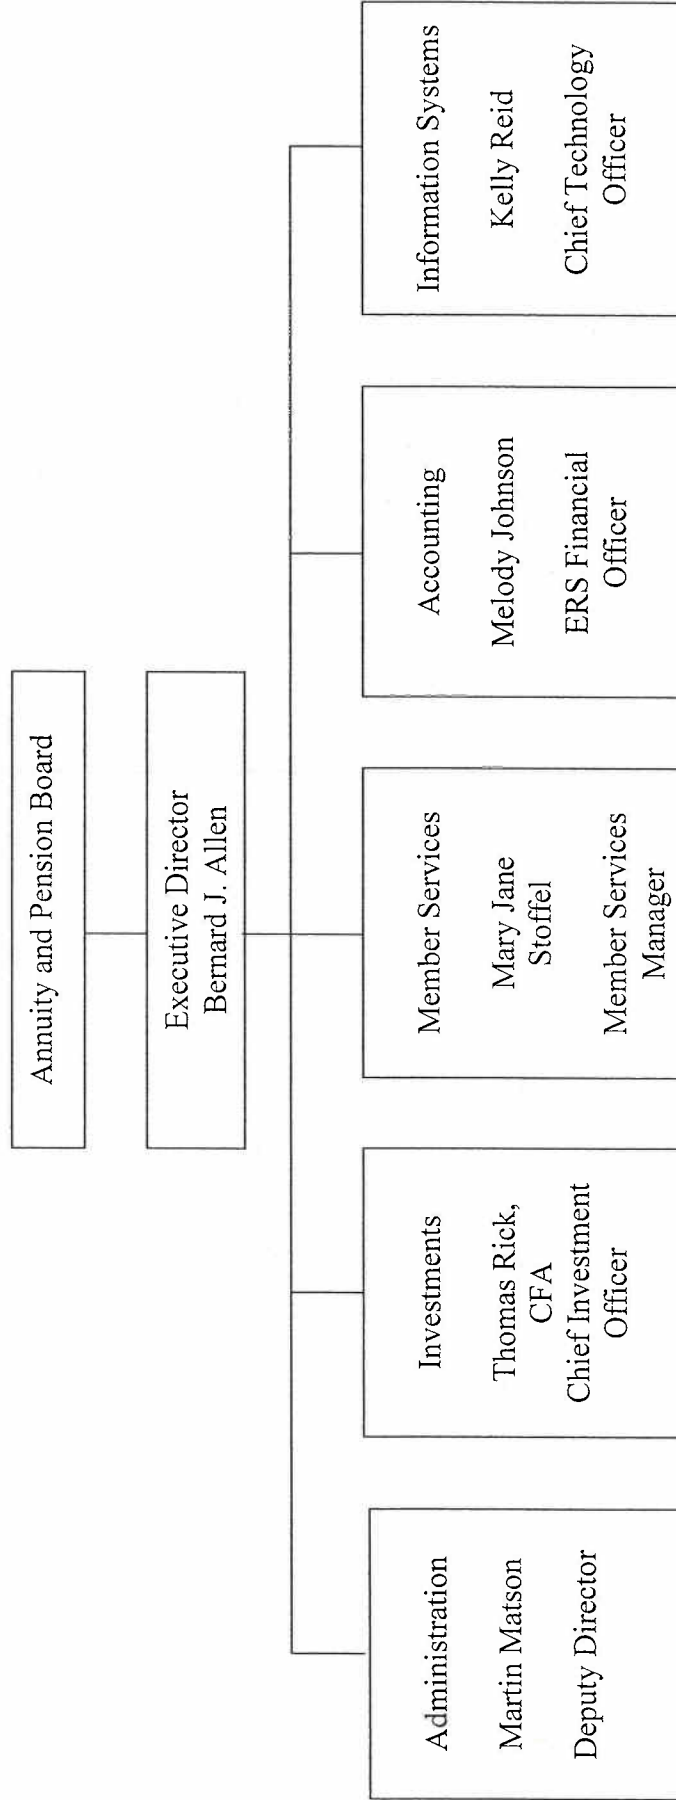 Annuity and Pension Board
Executive Director
Bernard J. Allen
Administration
Martin Matson
Deputy Director
Investments
Thomas Rick,
CFA
Chief Investment
Officer
Member Services
Mary Jane
Stoffel
Member Services
Manager
Accounting
Melody Johnson
ERS Financial
Officer
Information Systems
Kelly Reid
Chief Technology
Officer